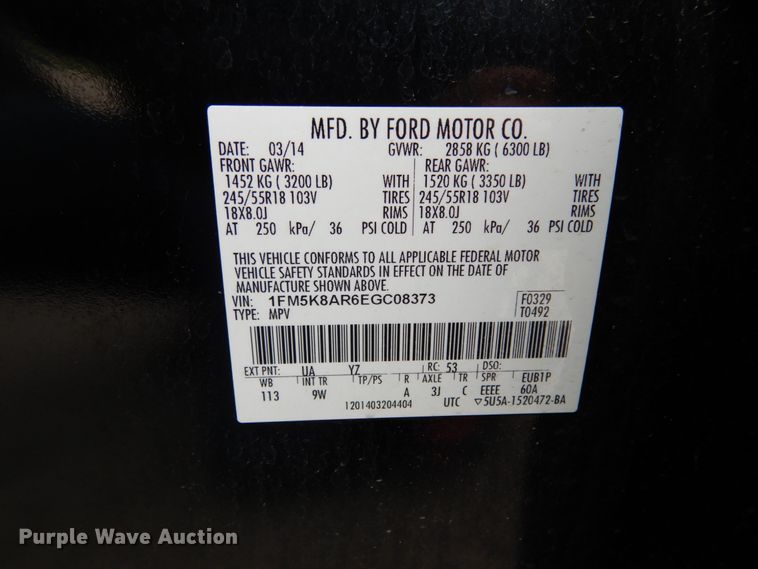 MFD. BY FORD MOTOR CO.
DATE: 03/14 GVWR: 2858 KG ( 6300 LB)
FRONT GAWR: REAR GAWR:
1452 KG ( 3200 LB) WITH 1520 KG ( 3350 LB) WITH
245/55R18 103V TIRES 245/55R18 103V TIRES
18X8.0J RIMS 18X8.0J RIMS
AT 250 kPa/ 36 PSI COLD AT 250 kPa/ 36 PSI COLD
THIS VEHICLE CONFORMS TO ALL APPLICABLE FEDERAL MOTOR
VEHICLE SAFETY STANDARDS IN EFFECT ON THE DATE OF
MANUFACTURE SHOWN ABOVE.
VIN: 1FM5K8AR6EGC08373 F0329
TYPE: MPV T0492
EXT PNT: UA YZ RC: 53 DSO:
WB INT TR TP/PS R AXLE TR SPR EUB1P
113 9W A 3J C EEEE 60A
1201403204404 UTC ▽5U5A-1520472-BA
Purple Wave Auction